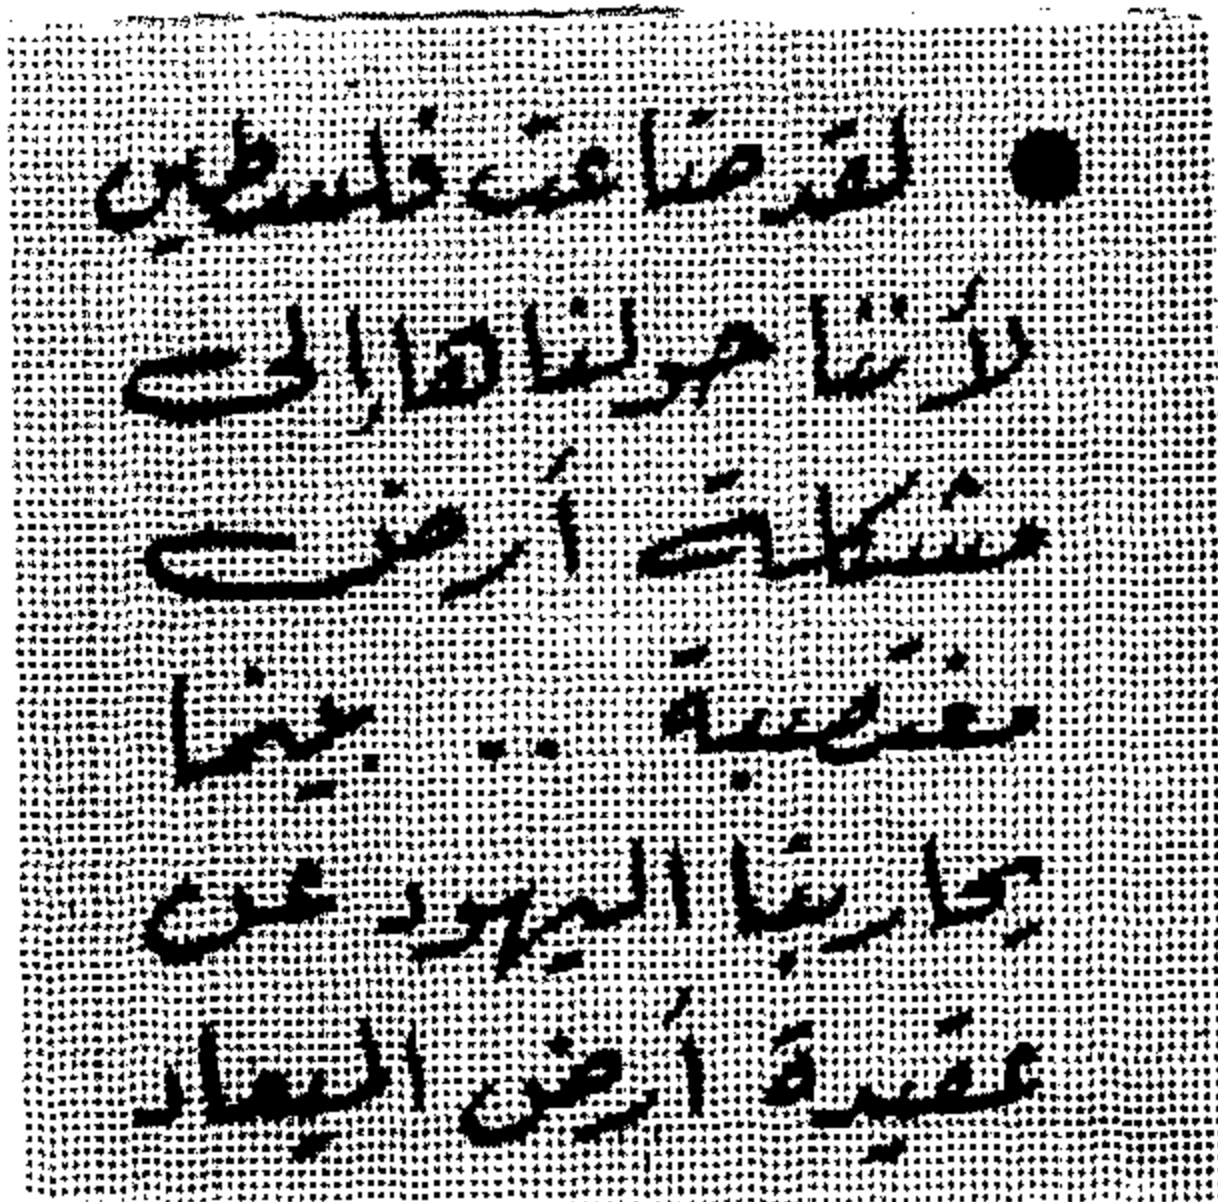 ● لقد ضاعت فلسطين
لأننا حولناها إلى
مشكلة أرض
مغتصبة .. بينما
يحاربنا اليهود عن
عقيدة أرض الميعاد